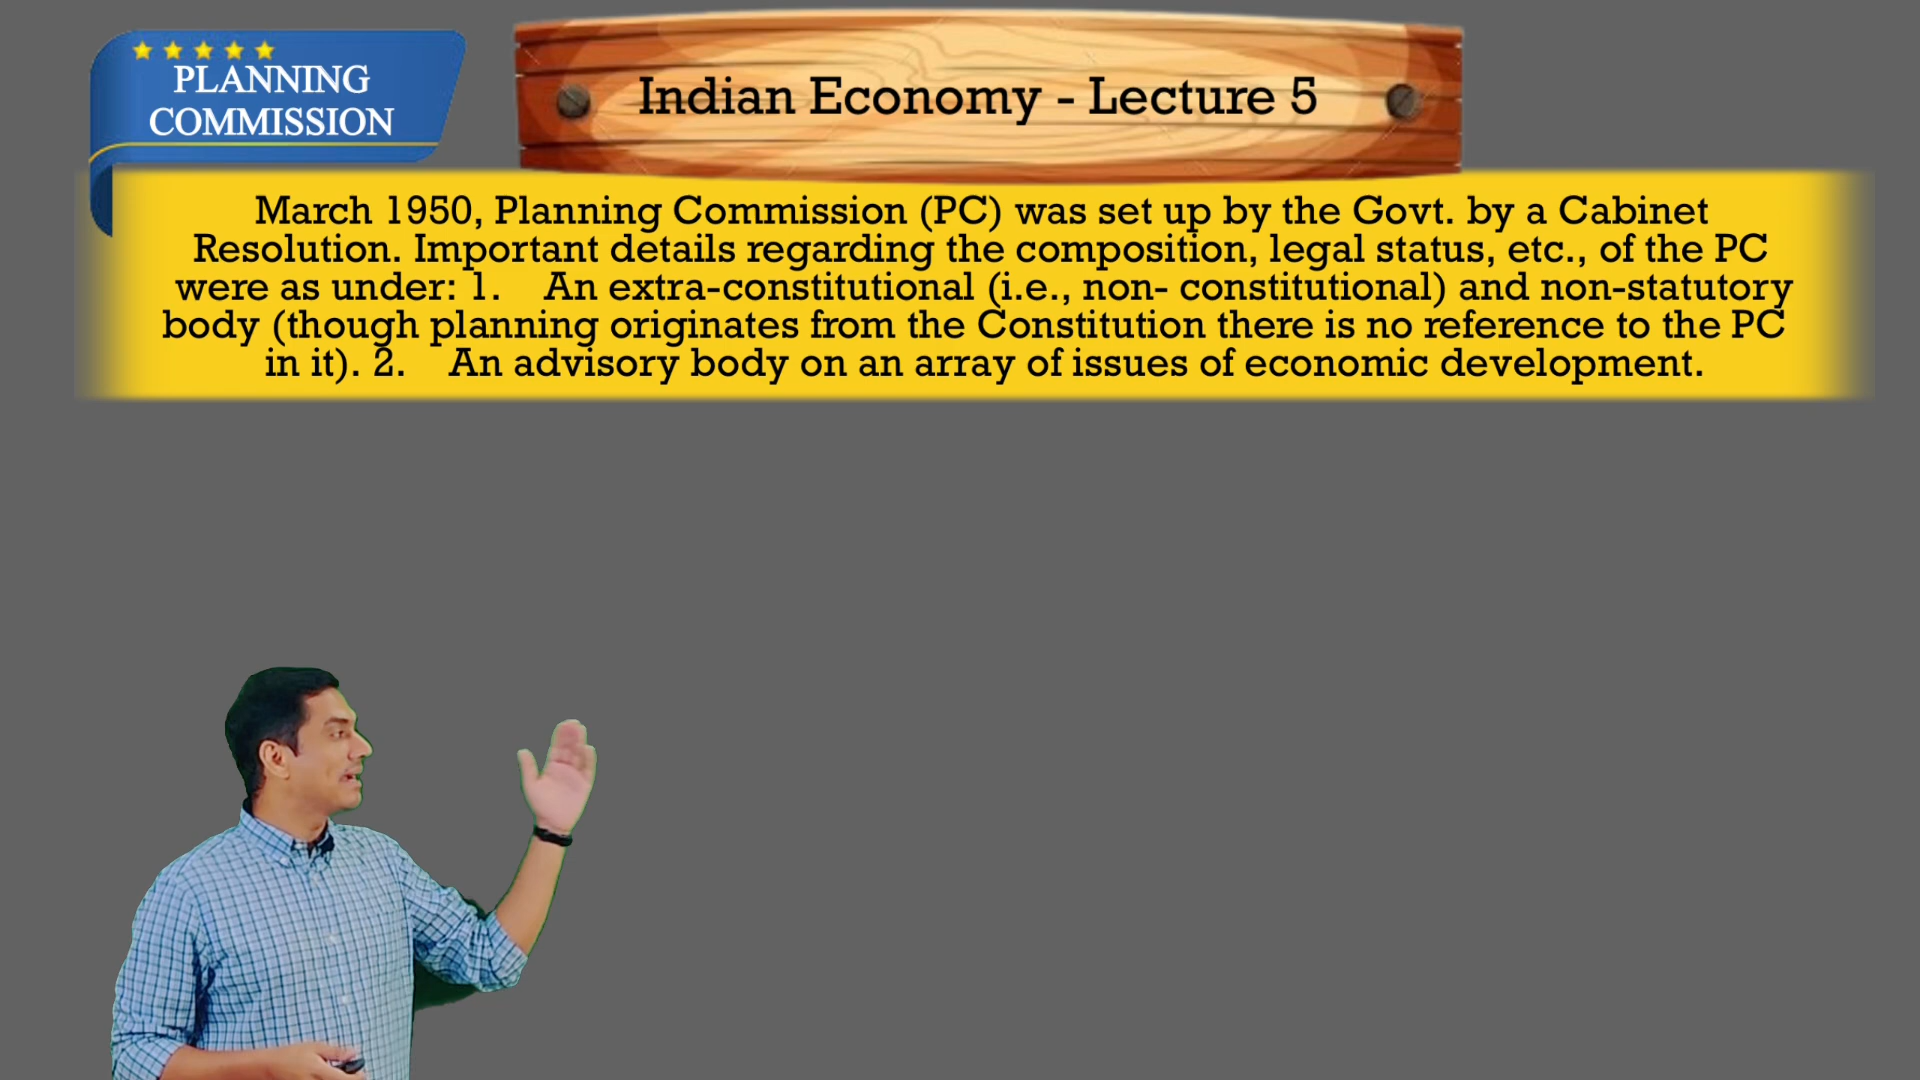 PLANNING
COMMISSION
Indian Economy - Lecture 5
March 1950, Planning Commission (PC) was set up by the Govt. by a Cabinet
Resolution. Important details regarding the composition, legal status, etc., of the PC
were as under: 1. An extra-constitutional (i.e., non- constitutional) and non-statutory
body (though planning originates from the Constitution there is no reference to the PC
in it). 2. An advisory body on an array of issues of economic development.